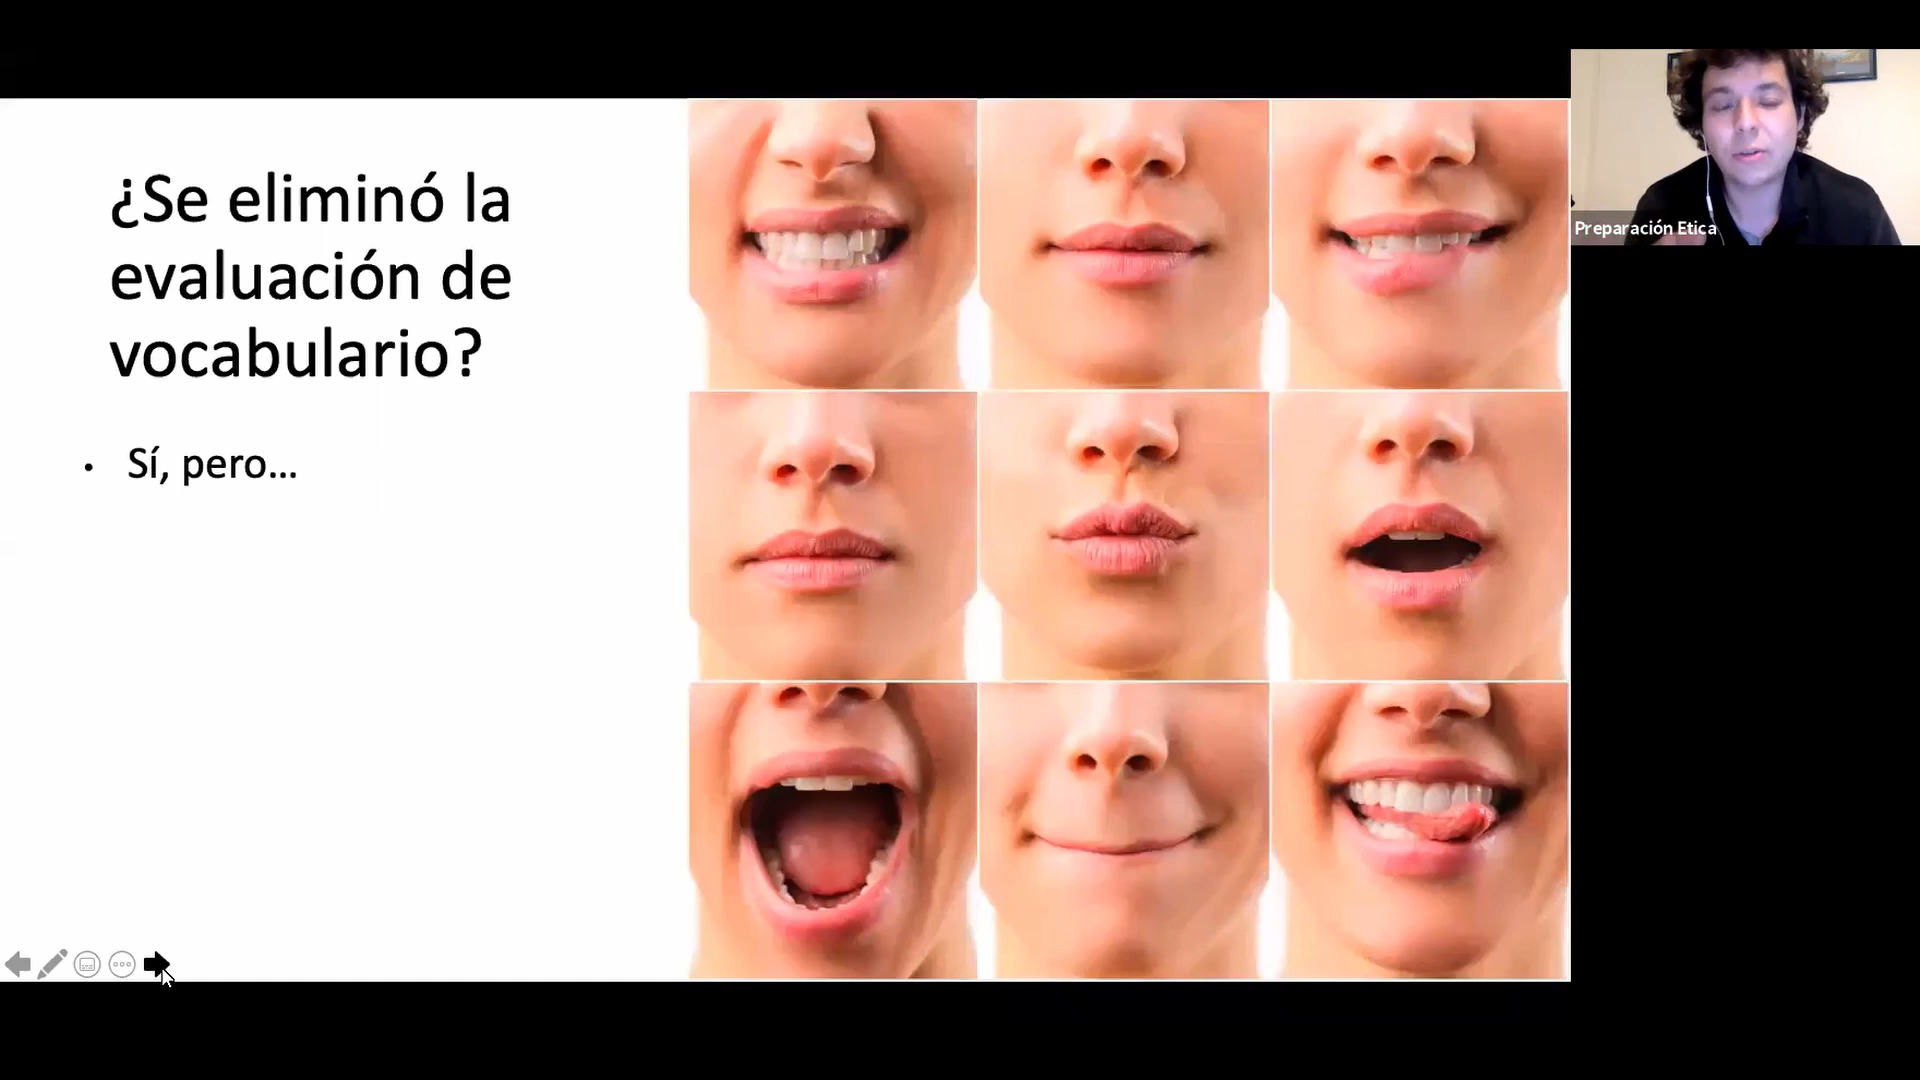 ¿Se eliminó la
evaluación de
vocabulario?
• Sí, pero...
Preparación Etica